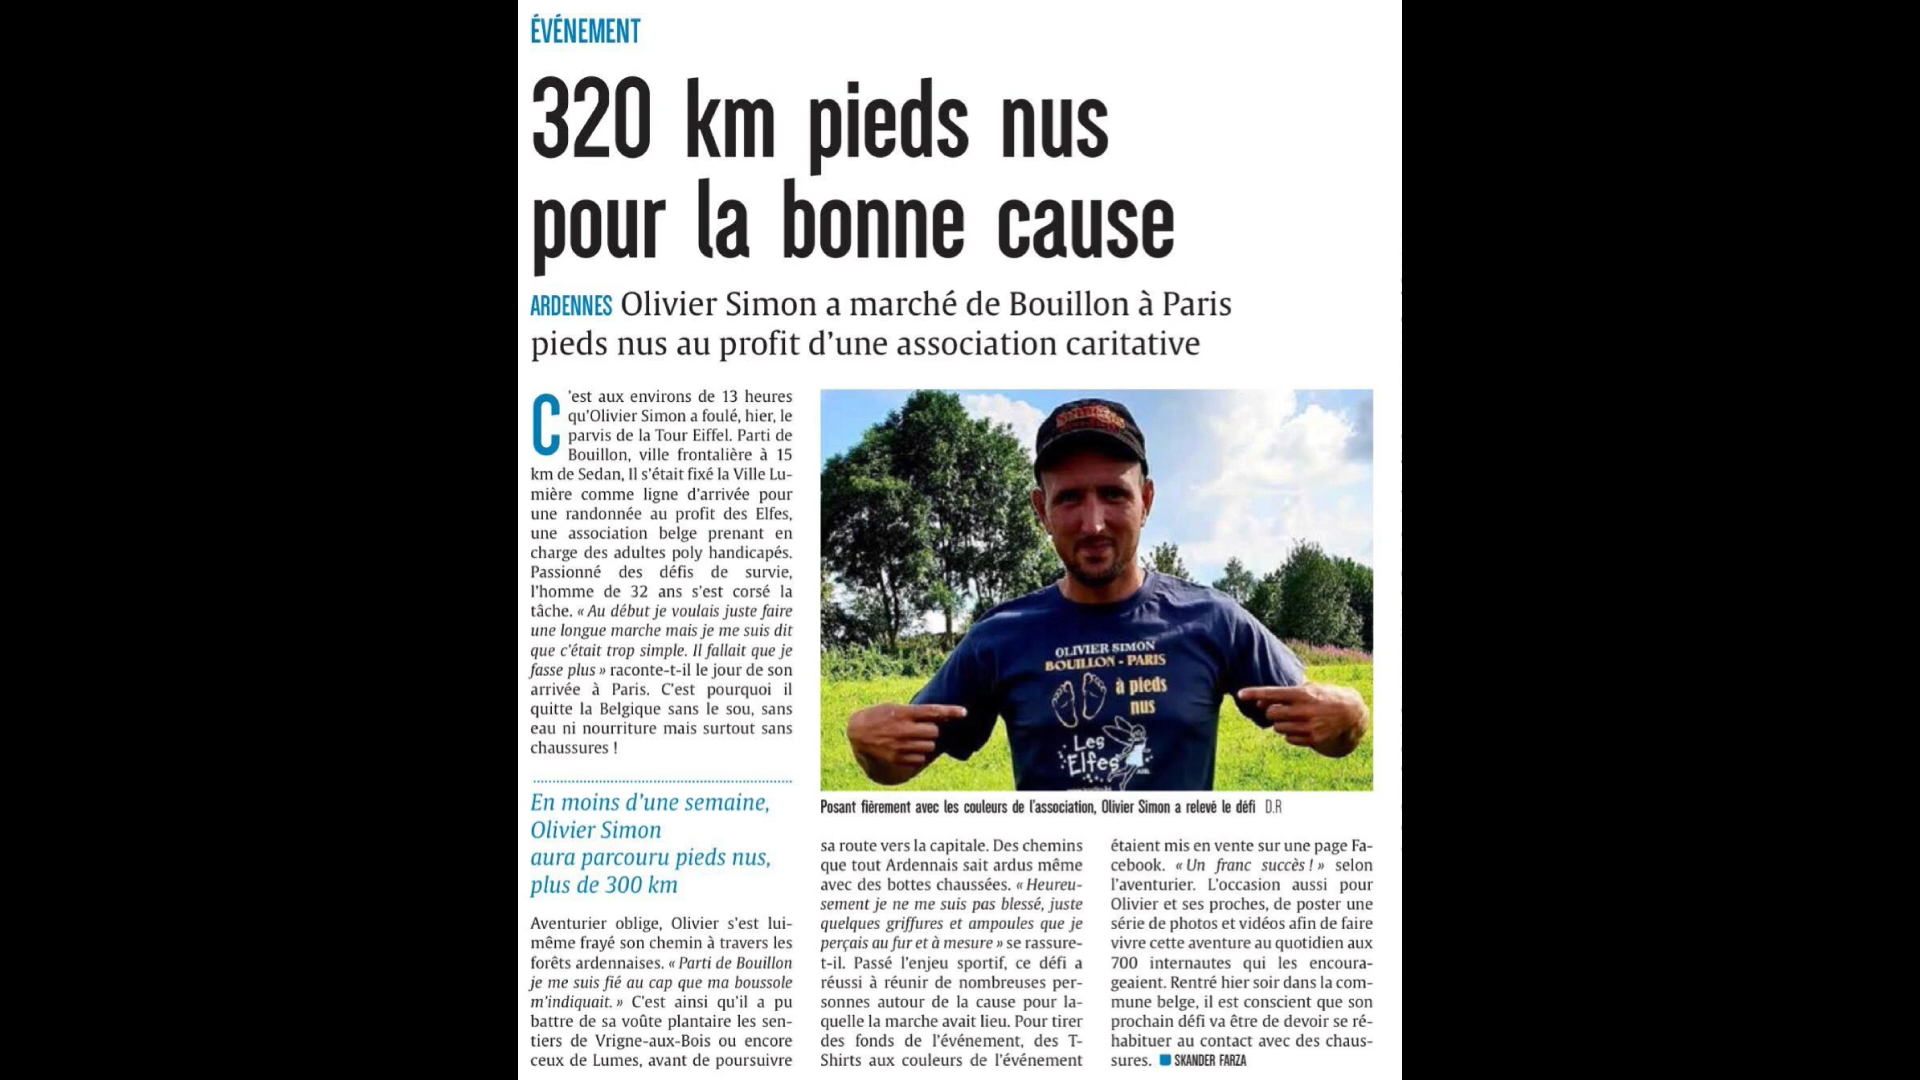 ÉVÉNEMENT
320 km pieds nus
pour la bonne cause
ARDENNES Olivier Simon a marché de Bouillon à Paris
pieds nus au profit d’une association caritative
C'est aux environs de 13 heures
qu'Olivier Simon a foulé, hier, le
parvis de la Tour Eiffel. Parti de
Bouillon, ville frontalière à 15
km de Sedan, Il s'était fixé la Ville Lu-
mière comme ligne d'arrivée pour
une randonnée au profit des Elfes,
une association belge prenant en
charge des adultes poly handicapés.
Passionné des défis de survie,
l'homme de 32 ans s'est corsé la
tâche. « Au début je voulais juste faire
une longue marche mais je me suis dit
que c'était trop simple. Il fallait que je
fasse plus » raconte-t-il le jour de son
arrivée à Paris. C'est pourquoi il
quitte la Belgique sans le sou, sans
eau ni nourriture mais surtout sans
chaussures !
En moins d’une semaine,
Olivier Simon
aura parcouru pieds nus,
plus de 300 km
Aventurier oblige, Olivier s’est lui-
même frayé son chemin à travers les
forêts ardennaises. « Parti de Bouillon
je me suis fié au cap que ma boussole
m’indiquait. » C’est ainsi qu’il a pu
battre de sa voûte plantaire les sen-
tiers de Vrigne-aux-Bois ou encore
ceux de Lumes, avant de poursuivre
OLIVIER SIMON
BOUILLON - PARIS
à pieds
nus
Les
Elfes
ASBL
Posant fièrement avec les couleurs de l’association, Olivier Simon a relevé le défi D.R
sa route vers la capitale. Des chemins
que tout Ardennais sait ardus même
avec des bottes chaussées. « Heureu-
sement je ne me suis pas blessé, juste
quelques griffures et ampoules que je
perçais au fur et à mesure » se rassure-
t-il. Passé l’enjeu sportif, ce défi a
réussi à réunir de nombreuses per-
sonnes autour de la cause pour la-
quelle la marche avait lieu. Pour tirer
des fonds de l’événement, des T-
Shirts aux couleurs de l’événement
étaient mis en vente sur une page Fa-
cebook. « Un franc succès ! » selon
l’aventurier. L’occasion aussi pour
Olivier et ses proches, de poster une
série de photos et vidéos afin de faire
vivre cette aventure au quotidien aux
700 internautes qui les encoura-
geaient. Rentré hier soir dans la com-
mune belge, il est conscient que son
prochain défi va être de devoir se ré-
habituer au contact avec des chaus-
sures. SKANDER FARZA